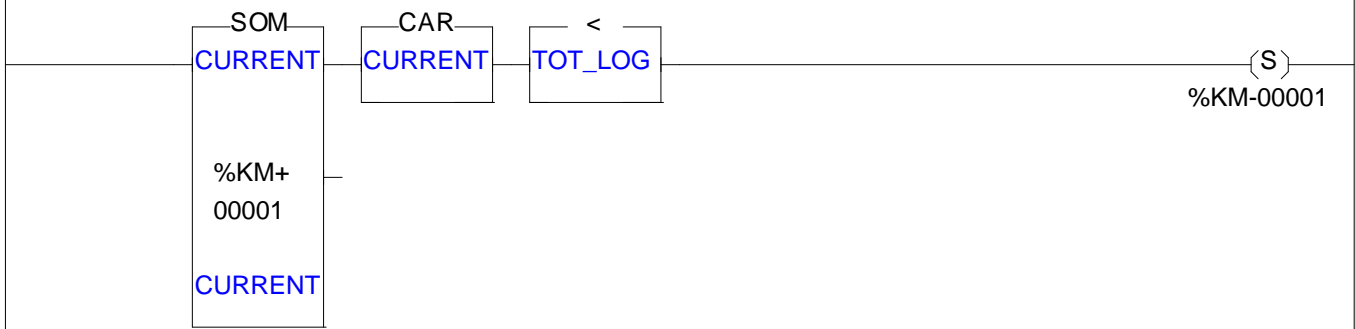 SOM CAR <
CURRENT CURRENT TOT_LOG (S)
%KM-00001
%KM+
00001
CURRENT